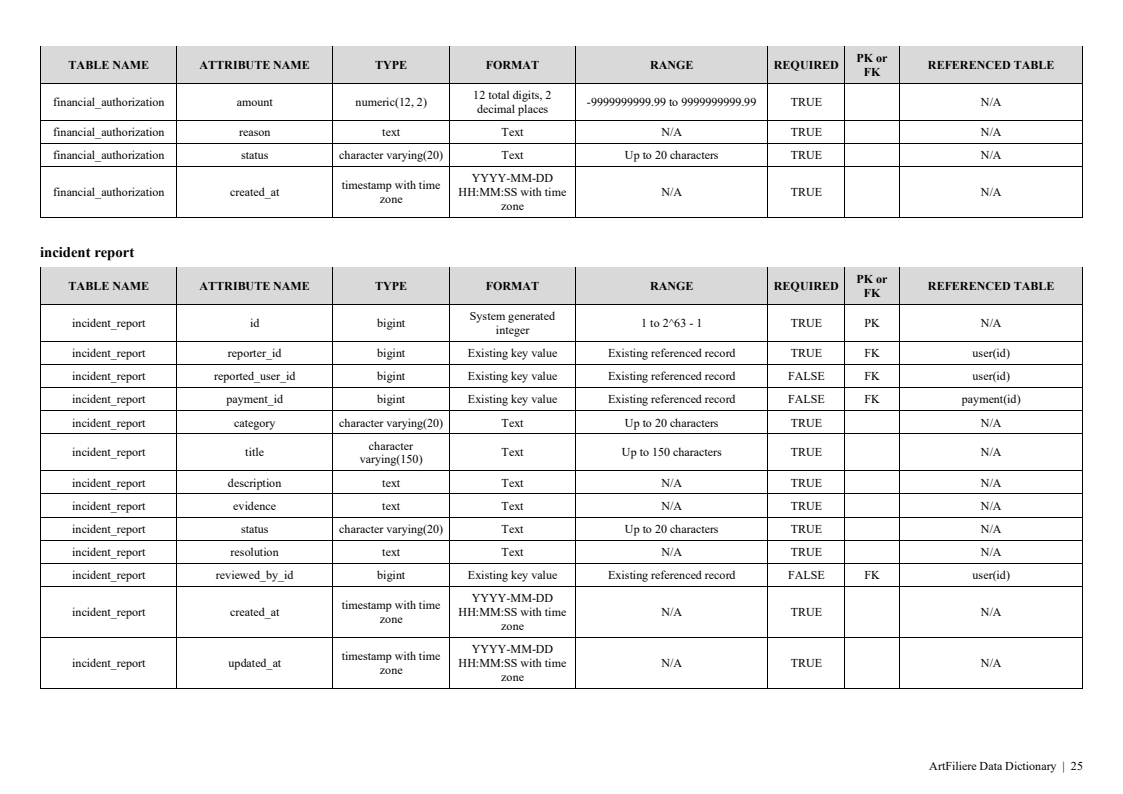 TABLE NAME ATTRIBUTE NAME TYPE FORMAT RANGE REQUIRED PK or FK REFERENCED TABLE
financial_authorization amount numeric(12, 2) 12 total digits, 2 decimal places -9999999999.99 to 9999999999.99 TRUE N/A
financial_authorization reason text Text N/A TRUE N/A
financial_authorization status character varying(20) Text Up to 20 characters TRUE N/A
financial_authorization created_at timestamp with time zone YYYY-MM-DD HH:MM:SS with time zone N/A TRUE N/A
incident report
TABLE NAME ATTRIBUTE NAME TYPE FORMAT RANGE REQUIRED PK or FK REFERENCED TABLE
incident_report id bigint System generated integer 1 to 2^63 - 1 TRUE PK N/A
incident_report reporter_id bigint Existing key value Existing referenced record TRUE FK user(id)
incident_report reported_user_id bigint Existing key value Existing referenced record FALSE FK user(id)
incident_report payment_id bigint Existing key value Existing referenced record FALSE FK payment(id)
incident_report category character varying(20) Text Up to 20 characters TRUE N/A
incident_report title character varying(150) Text Up to 150 characters TRUE N/A
incident_report description text Text N/A TRUE N/A
incident_report evidence text Text N/A TRUE N/A
incident_report status character varying(20) Text Up to 20 characters TRUE N/A
incident_report resolution text Text N/A TRUE N/A
incident_report reviewed_by_id bigint Existing key value Existing referenced record FALSE FK user(id)
incident_report created_at timestamp with time zone YYYY-MM-DD HH:MM:SS with time zone N/A TRUE N/A
incident_report updated_at timestamp with time zone YYYY-MM-DD HH:MM:SS with time zone N/A TRUE N/A
ArtFiliere Data Dictionary | 25